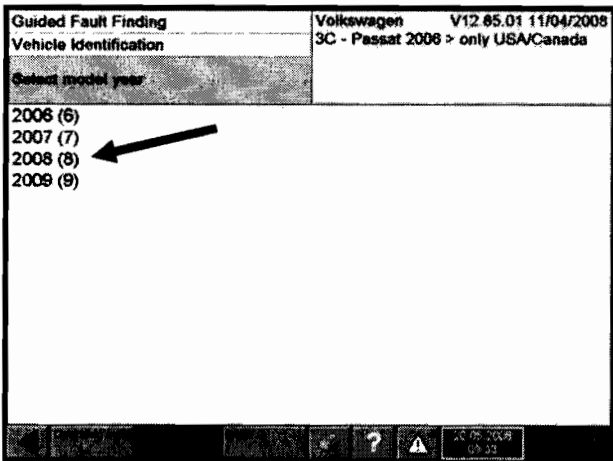 Guided Fault Finding
Vehicle Identification
Select model year
Volkswagen V12.85.01 11/04/2008
3C - Passat 2006 > only USA/Canada
2006 (6)
2007 (7)
2008 (8)
2009 (9)
?